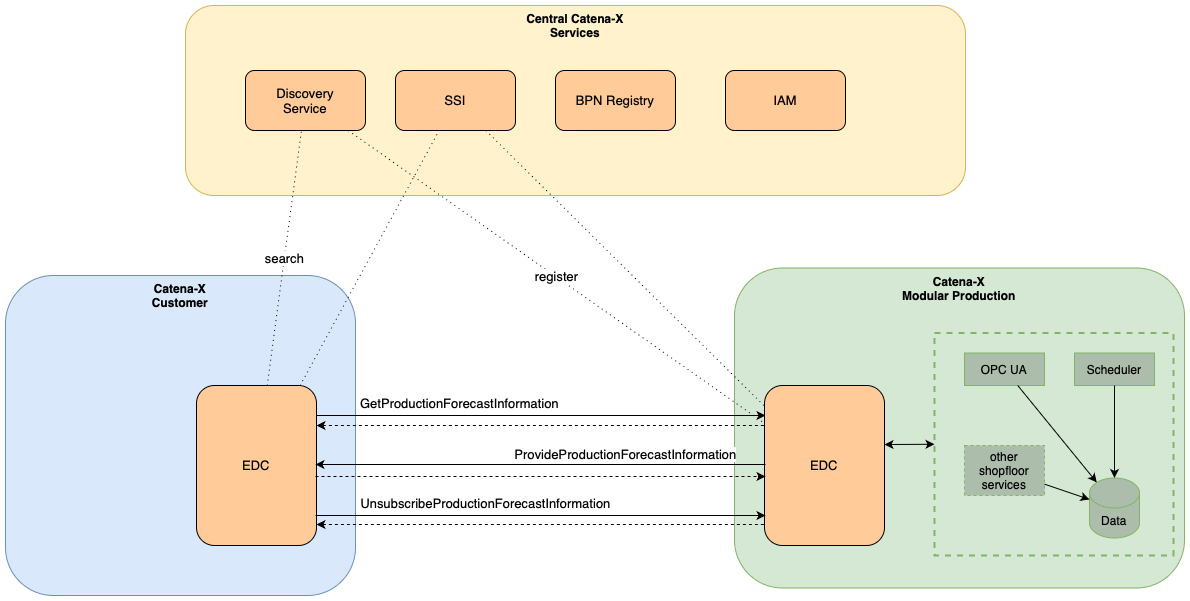 Central Catena-X
Services
Discovery
Service
SSI
BPN Registry
IAM
search
register
Catena-X
Customer
Catena-X
Modular Production
OPC UA
Scheduler
GetProductionForecastInformation
EDC
ProvideProductionForecastInformation
EDC
other
shopfloor
services
UnsubscribeProductionForecastInformation
Data